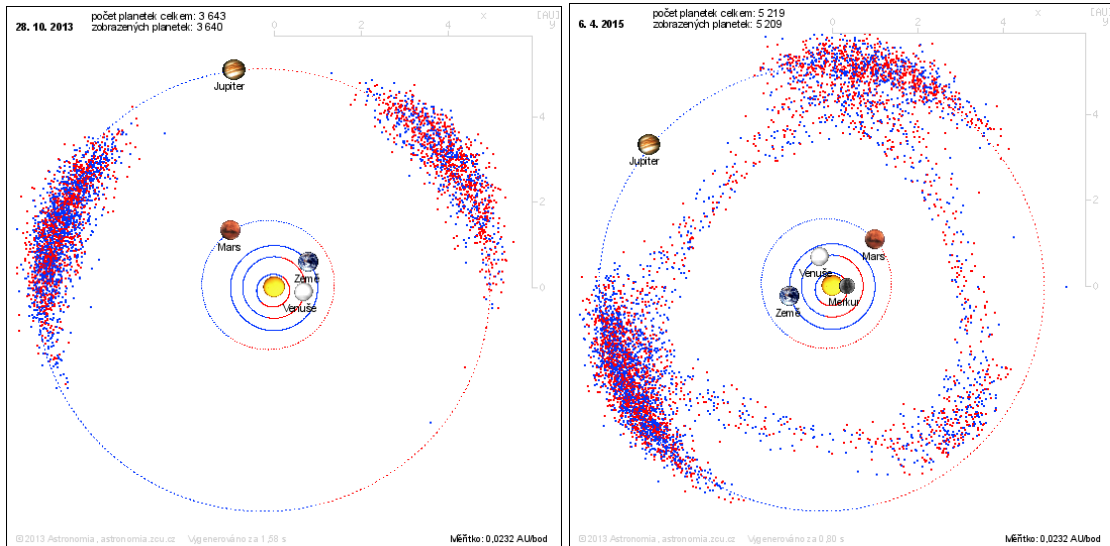 28. 10. 2013
počet planetek celkem: 3 643
zobrazených planetek: 3 640
0
2
4
x
[AU]
y
Jupiter
4
2
Mars
Země
Venuše
0
©2013 Astronomia, astronomia.zcu.cz
Vygenerováno za 1,58 s
Měřítko: 0,0232 AU/bod
6. 4. 2015
počet planetek celkem: 5 219
zobrazených planetek: 5 209
0
2
4
x
[AU]
y
4
Jupiter
2
Mars
Venuše
Merkur
Země
0
©2013 Astronomia, astronomia.zcu.cz
Vygenerováno za 0,80 s
Měřítko: 0,0232 AU/bod